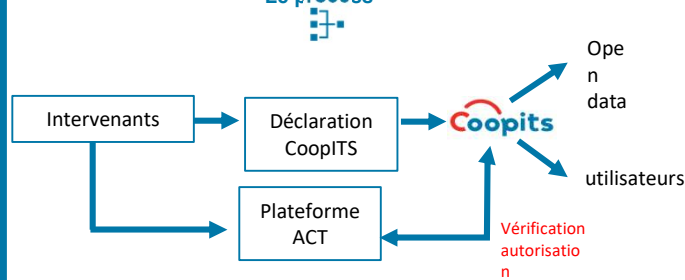 Le process
Intervenants
Déclaration
CoopITS
Coopits
Ope
n
data
utilisateurs
Plateforme
ACT
Vérification
autorisatio
n